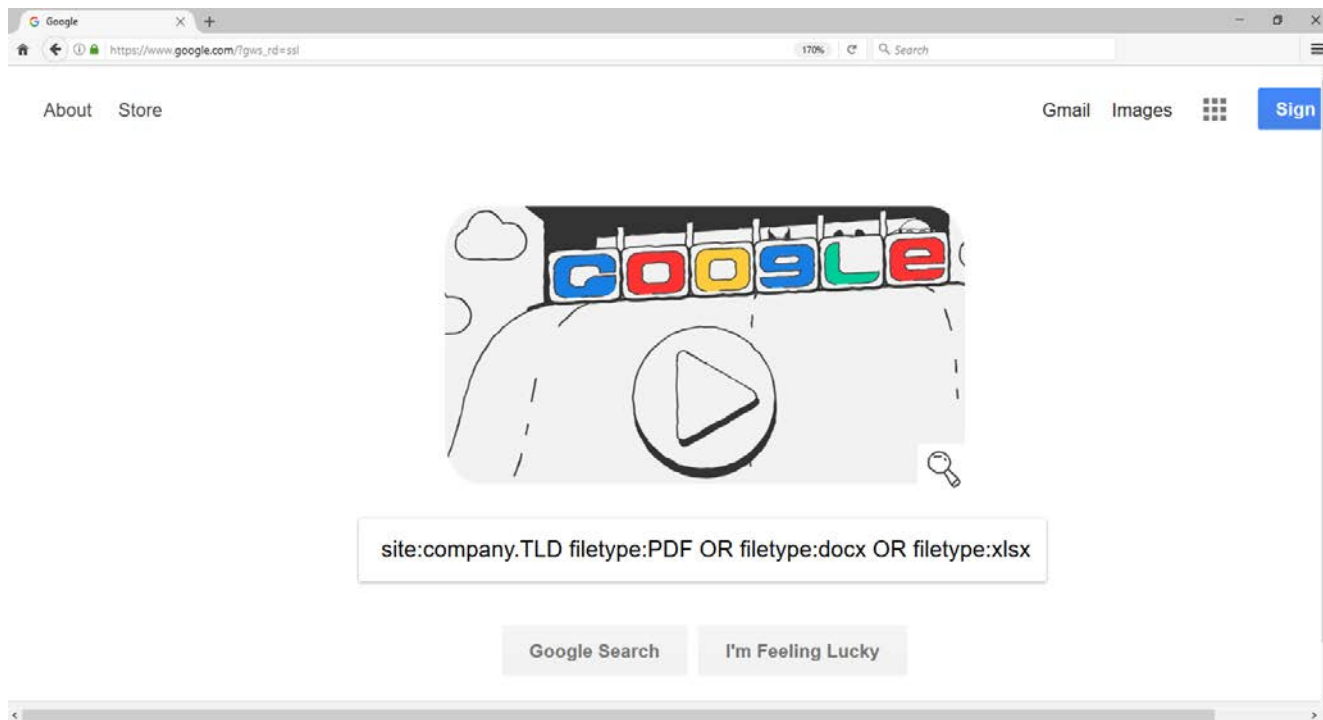 Google
https://www.google.com/?gws_rd=ssl
170%
Search
About Store
Gmail Images
Sign
GOOGLE
site:company.TLD filetype:PDF OR filetype:docx OR filetype:xlsx
Google Search
I'm Feeling Lucky